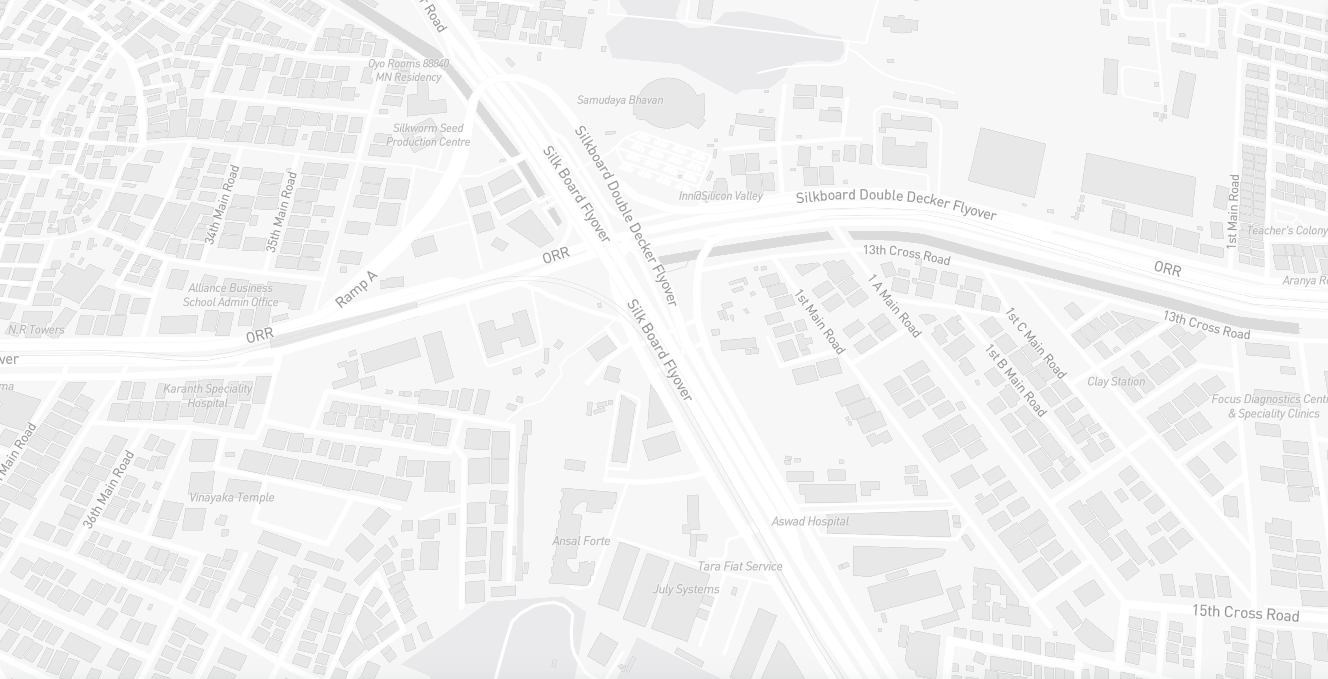 Road
Oyo Rooms 88840
MN Residency
Samudaya Bhavan
Silkworm Seed
Production Centre
Silkboard Double Decker Flyover
Silk Board Flyover
34th Main Road
35th Main Road
Inn@Silicon Valley
Silkboard Double Decker Flyover
1st Main Road
Teacher's Colony
ORR
13th Cross Road
ORR
Ramp A
Alliance Business
School Admin Office
1st Main Road
1 A Main Road
1st C Main Road
13th Cross Road
N.R Towers
ORR
Silk Board Flyover
1st B Main Road
Clay Station
Karanth Speciality
Hospital
Focus Diagnostics
& Speciality Clinics
Main Road
36th Main Road
Vinayaka Temple
Aswad Hospital
Ansal Forte
Tara Fiat Service
July Systems
15th Cross Road